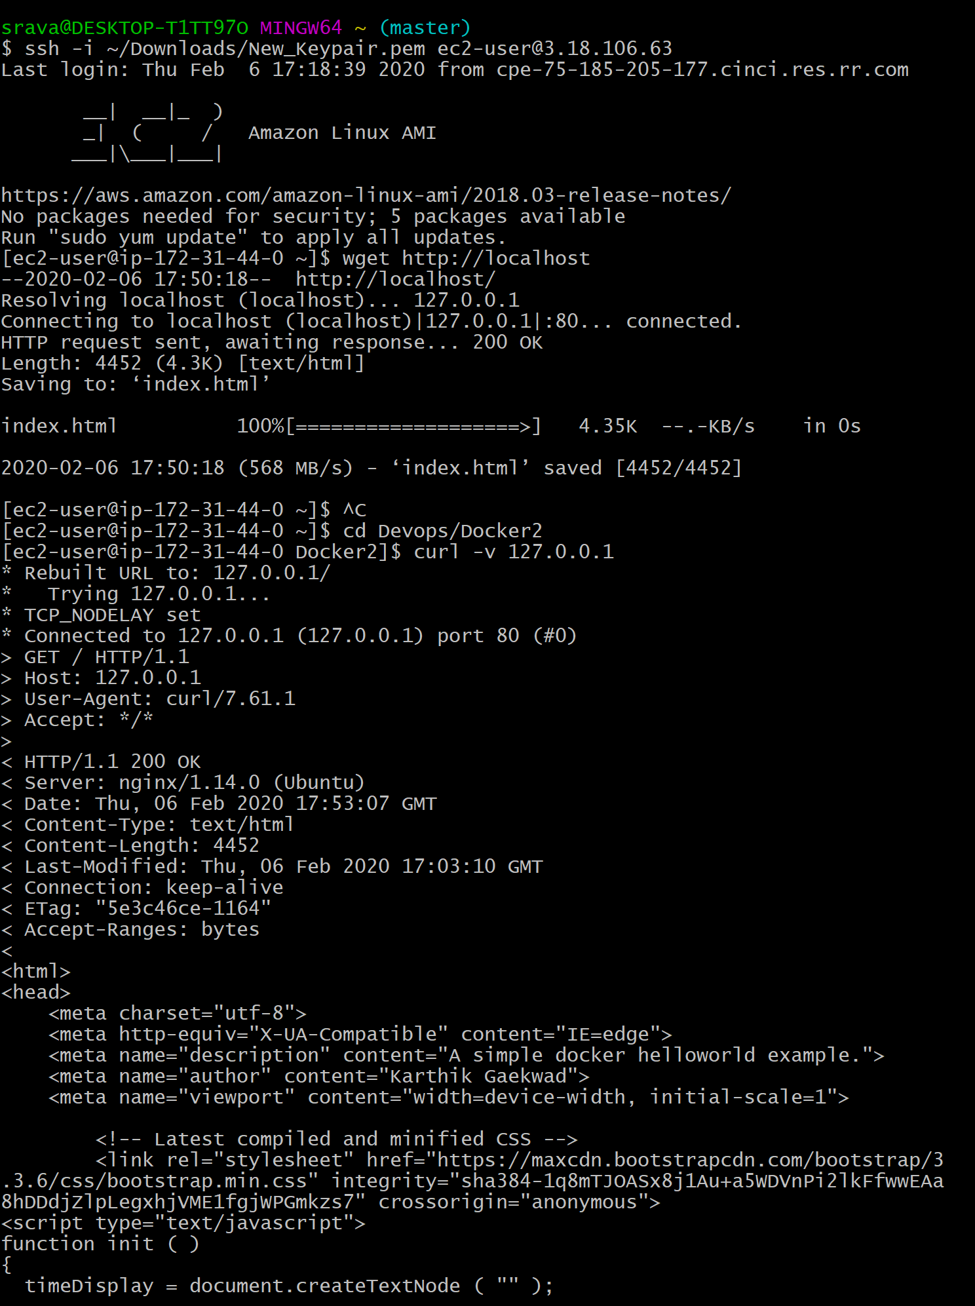 srava@DESKTOP-T1TT97O MINGW64 ~ (master)
$ ssh -i ~/Downloads/New_Keypair.pem ec2-user@3.18.106.63
Last login: Thu Feb  6 17:18:39 2020 from cpe-75-185-205-177.cinci.res.rr.com

       __|  __|_  )
       _|  (     /   Amazon Linux AMI
      ___|\___|___|

https://aws.amazon.com/amazon-linux-ami/2018.03-release-notes/
No packages needed for security; 5 packages available
Run "sudo yum update" to apply all updates.
[ec2-user@ip-172-31-44-0 ~]$ wget http://localhost
--2020-02-06 17:50:18--  http://localhost/
Resolving localhost (localhost)... 127.0.0.1
Connecting to localhost (localhost)|127.0.0.1|:80... connected.
HTTP request sent, awaiting response... 200 OK
Length: 4452 (4.3K) [text/html]
Saving to: ‘index.html’

index.html          100%[===================>]   4.35K  --.-KB/s    in 0s

2020-02-06 17:50:18 (568 MB/s) - ‘index.html’ saved [4452/4452]

[ec2-user@ip-172-31-44-0 ~]$ ^C
[ec2-user@ip-172-31-44-0 ~]$ cd Devops/Docker2
[ec2-user@ip-172-31-44-0 Docker2]$ curl -v 127.0.0.1
* Rebuilt URL to: 127.0.0.1/
*   Trying 127.0.0.1...
* TCP_NODELAY set
* Connected to 127.0.0.1 (127.0.0.1) port 80 (#0)
> GET / HTTP/1.1
> Host: 127.0.0.1
> User-Agent: curl/7.61.1
> Accept: */*
>
< HTTP/1.1 200 OK
< Server: nginx/1.14.0 (Ubuntu)
< Date: Thu, 06 Feb 2020 17:53:07 GMT
< Content-Type: text/html
< Content-Length: 4452
< Last-Modified: Thu, 06 Feb 2020 17:03:10 GMT
< Connection: keep-alive
< ETag: "5e3c46ce-1164"
< Accept-Ranges: bytes
<
<html>
<head>
    <meta charset="utf-8">
    <meta http-equiv="X-UA-Compatible" content="IE=edge">
    <meta name="description" content="A simple docker helloworld example.">
    <meta name="author" content="Karthik Gaekwad">
    <meta name="viewport" content="width=device-width, initial-scale=1">

        <!-- Latest compiled and minified CSS -->
        <link rel="stylesheet" href="https://maxcdn.bootstrapcdn.com/bootstrap/3
.3.6/css/bootstrap.min.css" integrity="sha384-1q8mTJOASx8j1Au+a5WDVnPi2lkFfwwEAa
8hDDdjZlpLegxhjVME1fgjWPGmkzs7" crossorigin="anonymous">
<script type="text/javascript">
function init ( )
{
  timeDisplay = document.createTextNode ( "" );